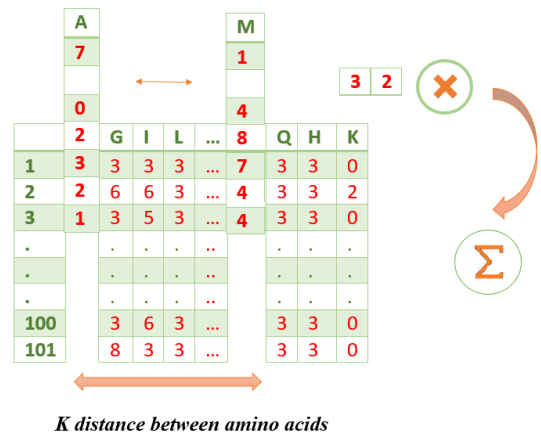 A M
7 1
3 2 ×
0 4
2 G I L ... 8 Q H K
1 3 3 3 3 ... 7 3 3 0
2 2 6 6 3 ... 4 3 3 2
3 1 3 5 3 ... 4 3 3 0
. . . . .. . . .
. . . . .. . . .
. . . . .. . . .
Σ
100 3 6 3 ... 3 3 0
101 8 3 3 ... 3 3 0
K distance between amino acids